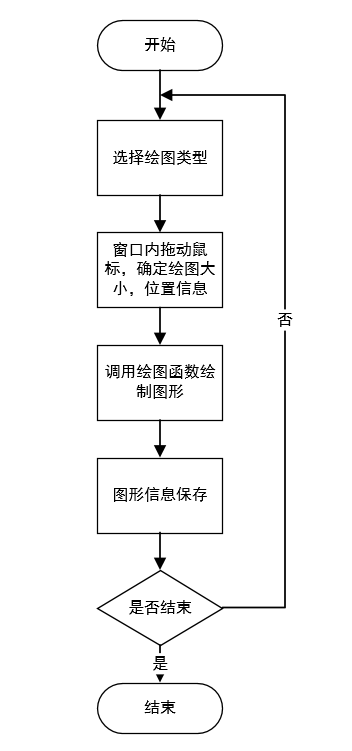 开始
选择绘图类型
窗口内拖动鼠
标，确定绘图大
小，位置信息
否
调用绘图函数绘
制图形
图形信息保存
是否结束
是
结束